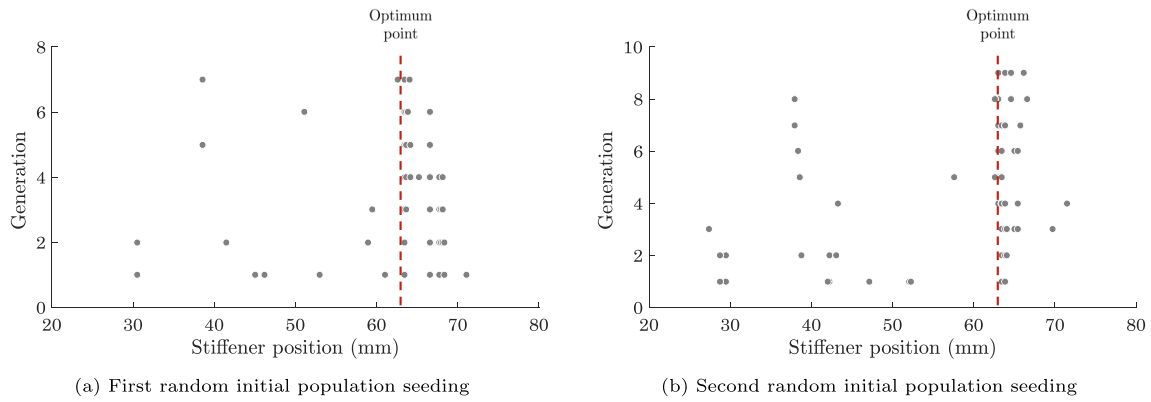 Optimum
point
8
6
4
2
0
Generation
20
30
40
50
60
70
80
Stiffener position (mm)
(a) First random initial population seeding
Optimum
point
10
8
6
4
2
0
Generation
20
30
40
50
60
70
80
Stiffener position (mm)
(b) Second random initial population seeding